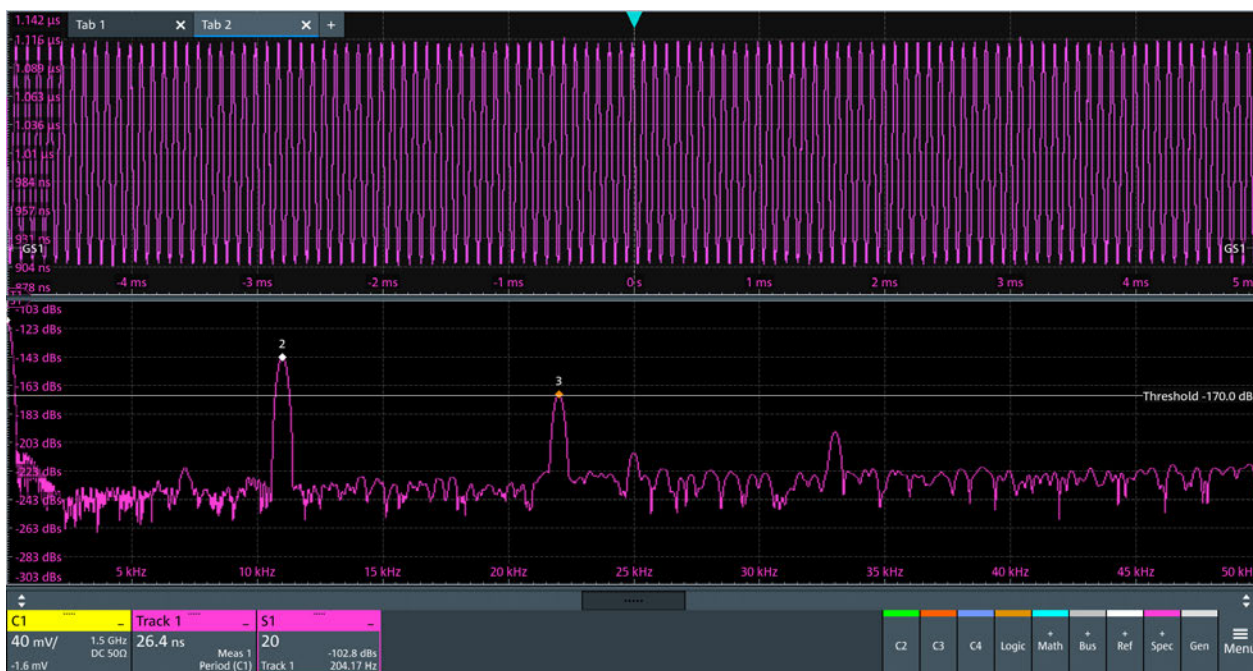 1.142 µs
Tab 1
Tab 2
+
1.116 µs
1.089 µs
1.063 µs
1.036 µs
1.01 µs
984 ns
957 ns
931 ns
GS1
GS1
904 ns
878 ns
-4 ms
-3 ms
-2 ms
-1 ms
0 s
1 ms
2 ms
3 ms
4 ms
5 m
-103 dBs
-123 dBs
-143 dBs
-163 dBs
-183 dBs
-203 dBs
-223 dBs
-243 dBs
-263 dBs
-283 dBs
-303 dBs
2
3
Threshold -170.0 dB
5 kHz
10 kHz
15 kHz
20 kHz
25 kHz
30 kHz
35 kHz
40 kHz
45 kHz
50 kH
C1
40 mV/
1.5 GHz
DC 50Ω
-1.6 mV
Track 1
26.4 ns
Meas 1
Period (C1)
S1
20
-102.8 dBs
Track 1
204.17 Hz
C2
C3
C4
Logic
+
Math
+
Bus
+
Ref
+
Spec
Gen
Menu